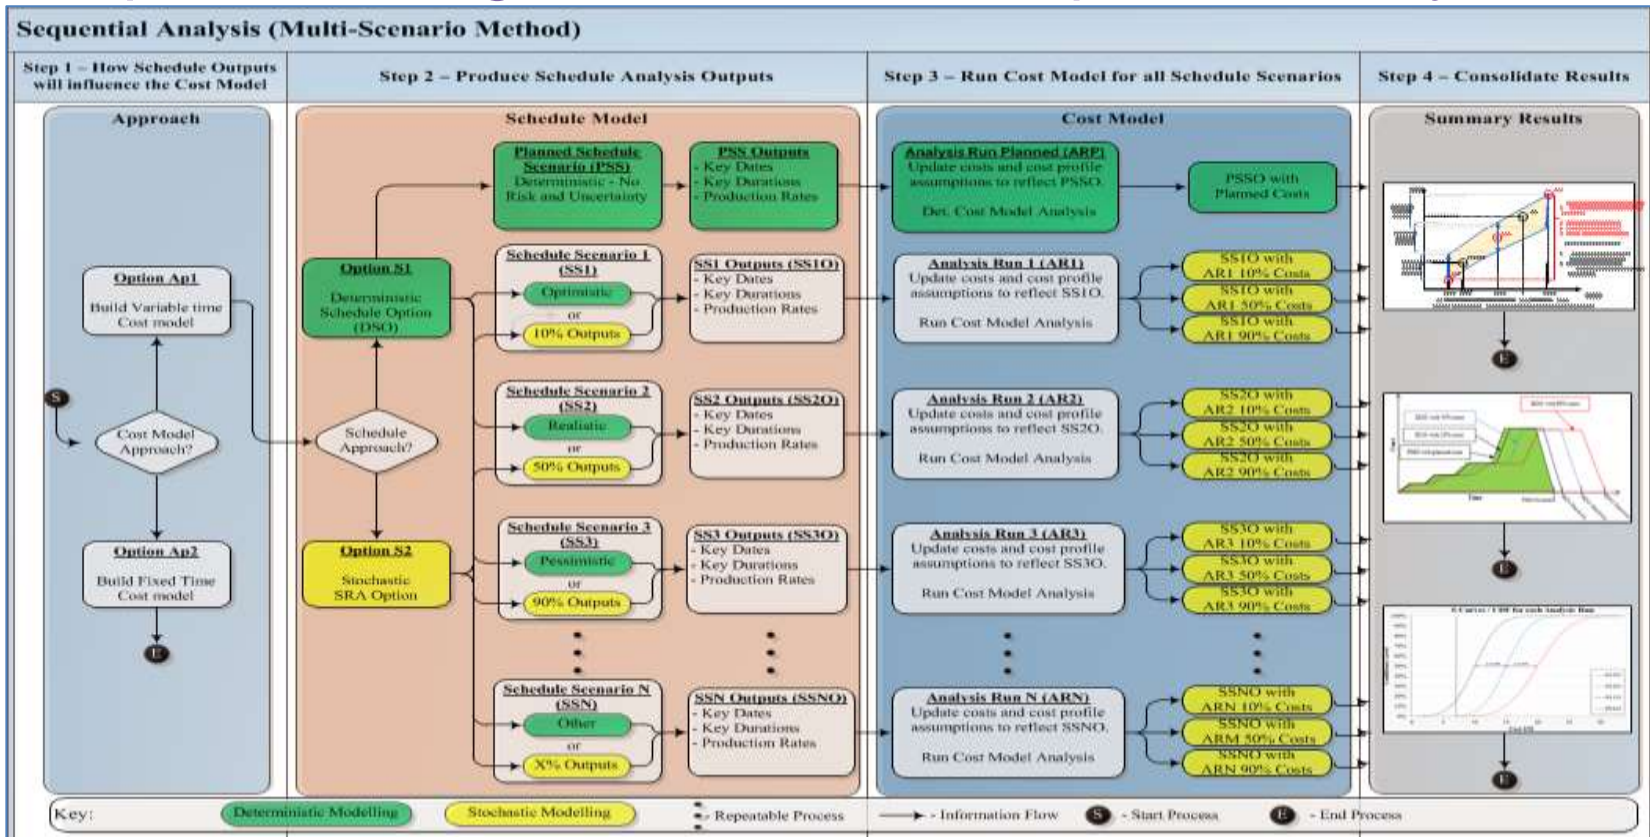 Sequential Analysis (Multi-Scenario Method)
Step 1 – How Schedule Outputs
will influence the Cost Model
Step 2 – Produce Schedule Analysis Outputs
Step 3 – Run Cost Model for all Schedule Scenarios
Step 4 – Consolidate Results
Approach
Schedule Model
Cost Model
Summary Results
Option Ap1
Build Variable time
Cost model
S
Cost Model
Approach?
Option Ap2
Build Fixed Time
Cost model
E
Option S1
Deterministic
Schedule Option
(DSO)
Schedule
Approach?
Option S2
Stochastic
SRA Option
Planned Schedule
Scenario (PSS)
Deterministic - No
Risk and Uncertainty
PSS Outputs
- Key Dates
- Key Durations
- Production Rates
Analysis Run Planned (ARP)
Update costs and cost profile
assumptions to reflect PSSO.
Det. Cost Model Analysis
PSSO with
Planned Costs
Schedule Scenario 1
(SS1)
Optimistic
or
10% Outputs
SS1 Outputs (SS1O)
- Key Dates
- Key Durations
- Production Rates
Analysis Run 1 (AR1)
Update costs and cost profile
assumptions to reflect SS1O.
Run Cost Model Analysis
SS1O with
AR1 10% Costs
SS1O with
AR1 50% Costs
SS1O with
AR1 90% Costs
E
Schedule Scenario 2
(SS2)
Realistic
or
50% Outputs
SS2 Outputs (SS2O)
- Key Dates
- Key Durations
- Production Rates
Analysis Run 2 (AR2)
Update costs and cost profile
assumptions to reflect SS2O.
Run Cost Model Analysis
SS2O with
AR2 10% Costs
SS2O with
AR2 50% Costs
SS2O with
AR2 90% Costs
Time
E
Schedule Scenario 3
(SS3)
Pessimistic
or
90% Outputs
SS3 Outputs (SS3O)
- Key Dates
- Key Durations
- Production Rates
Analysis Run 3 (AR3)
Update costs and cost profile
assumptions to reflect SS3O.
Run Cost Model Analysis
SS3O with
AR3 10% Costs
SS3O with
AR3 50% Costs
SS3O with
AR3 90% Costs
S-Curves / CDF for each Analysis Run
Schedule Scenario N
(SSN)
Other
or
X% Outputs
SSN Outputs (SSNO)
- Key Dates
- Key Durations
- Production Rates
Analysis Run N (ARN)
Update costs and cost profile
assumptions to reflect SSNO.
Run Cost Model Analysis
SSNO with
ARN 10% Costs
SSNO with
ARM 50% Costs
SSNO with
ARN 90% Costs
E
Key:
Deterministic Modelling
Stochastic Modelling
- Repeatable Process
- Information Flow
S - Start Process
E - End Process